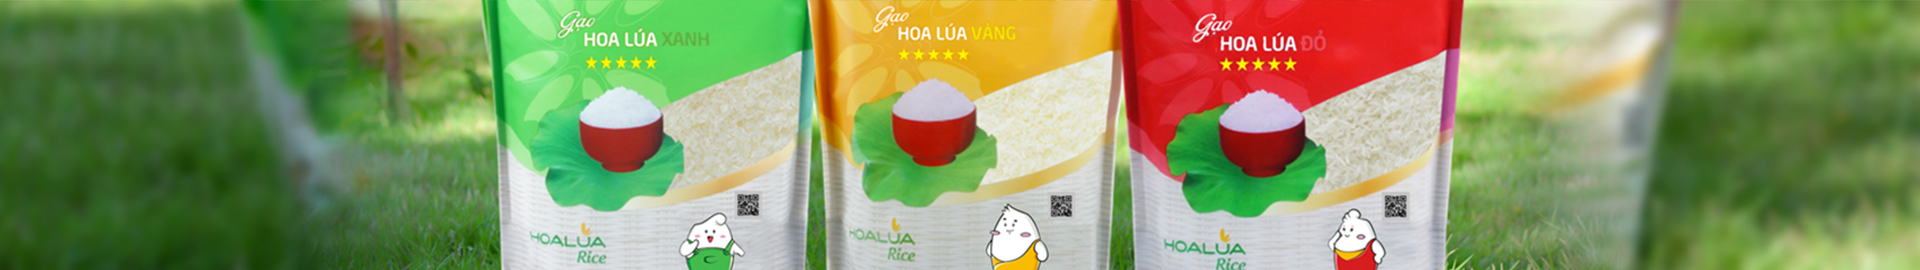 Gạo
HOA LÚA XANH
HOALUA
Rice
Gạo
HOA LÚA VÀNG
HOALUA
Rice
Gạo
HOA LÚA ĐỎ
HOALUA
Rice